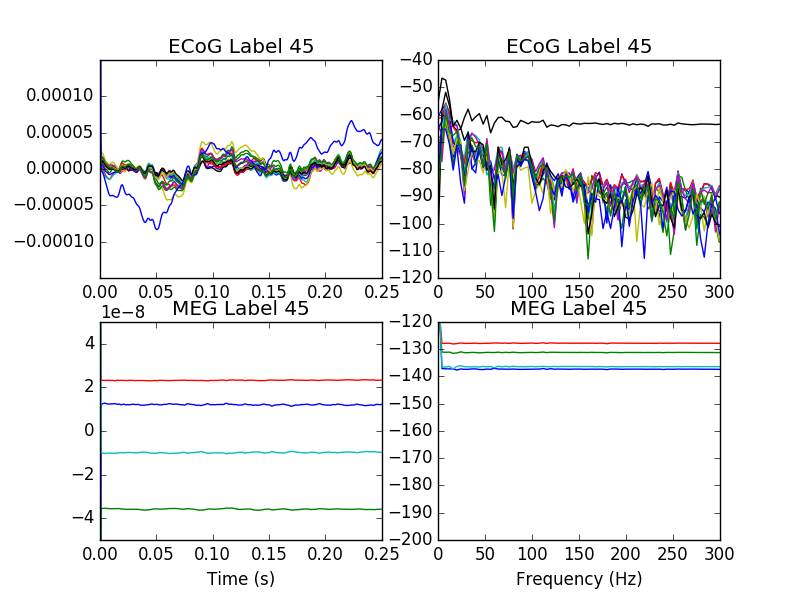 ECoG Label 45
0.00010
0.00005
0.00000
−0.00005
−0.00010
0.00 0.05 0.10 0.15 0.20 0.25
ECoG Label 45
−40
−50
−60
−70
−80
−90
−100
−110
−120
0 50 100 150 200 250 300
MEG Label 45
1e−8
4
2
0
−2
−4
0.00 0.05 0.10 0.15 0.20 0.25
Time (s)
MEG Label 45
−120
−130
−140
−150
−160
−170
−180
−190
−200
0 50 100 150 200 250 300
Frequency (Hz)